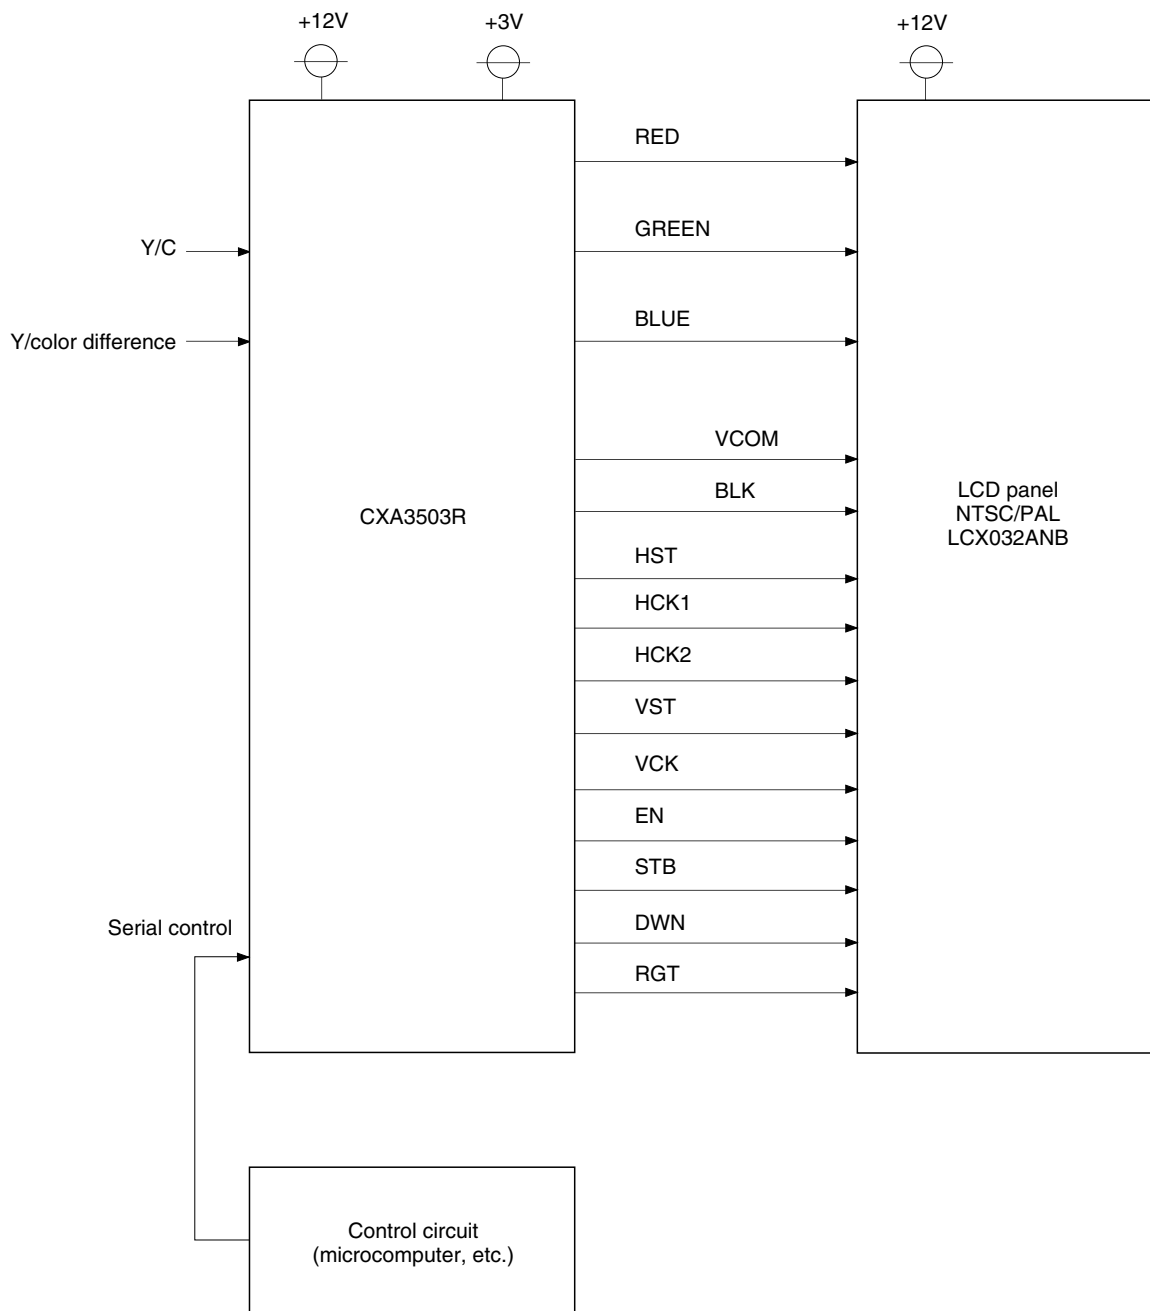 +12V
+3V
+12V
RED
GREEN
Y/C
BLUE
Y/color difference
VCOM
BLK
CXA3503R
LCD panel
NTSC/PAL
LCX032ANB
HST
HCK1
HCK2
VST
VCK
EN
STB
DWN
Serial control
RGT
Control circuit
(microcomputer, etc.)